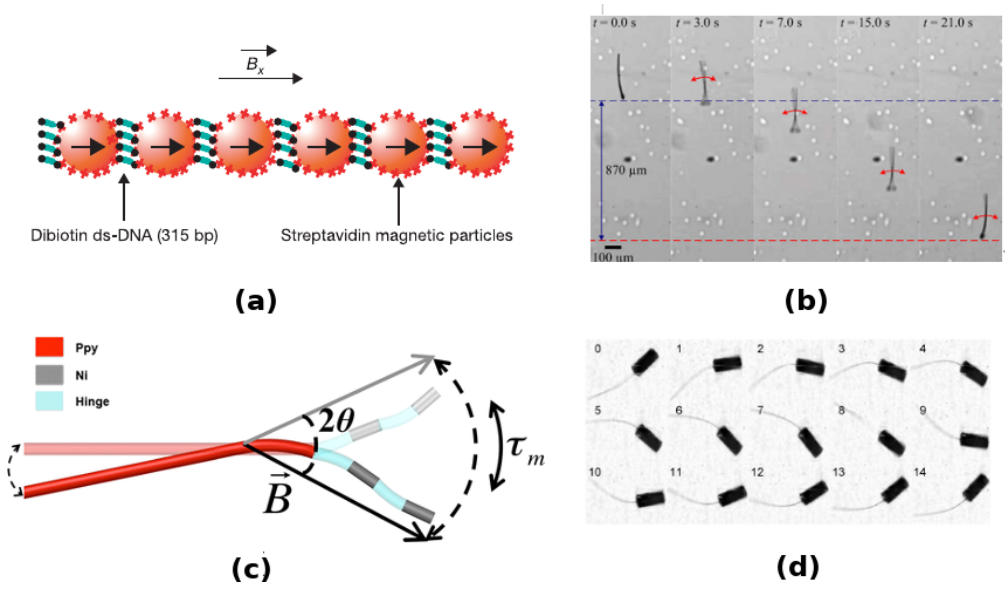 B⃗x
Dibiotin ds-DNA (315 bp)
Streptavidin magnetic particles
(a)
t = 0.0 s
t = 3.0 s
t = 7.0 s
t = 15.0 s
t = 21.0 s
870 µm
100 µm
(b)
Ppy
Ni
Hinge
2θ
B⃗
τm
(c)
0 1 2 3 4
5 6 7 8 9
10 11 12 13 14
(d)